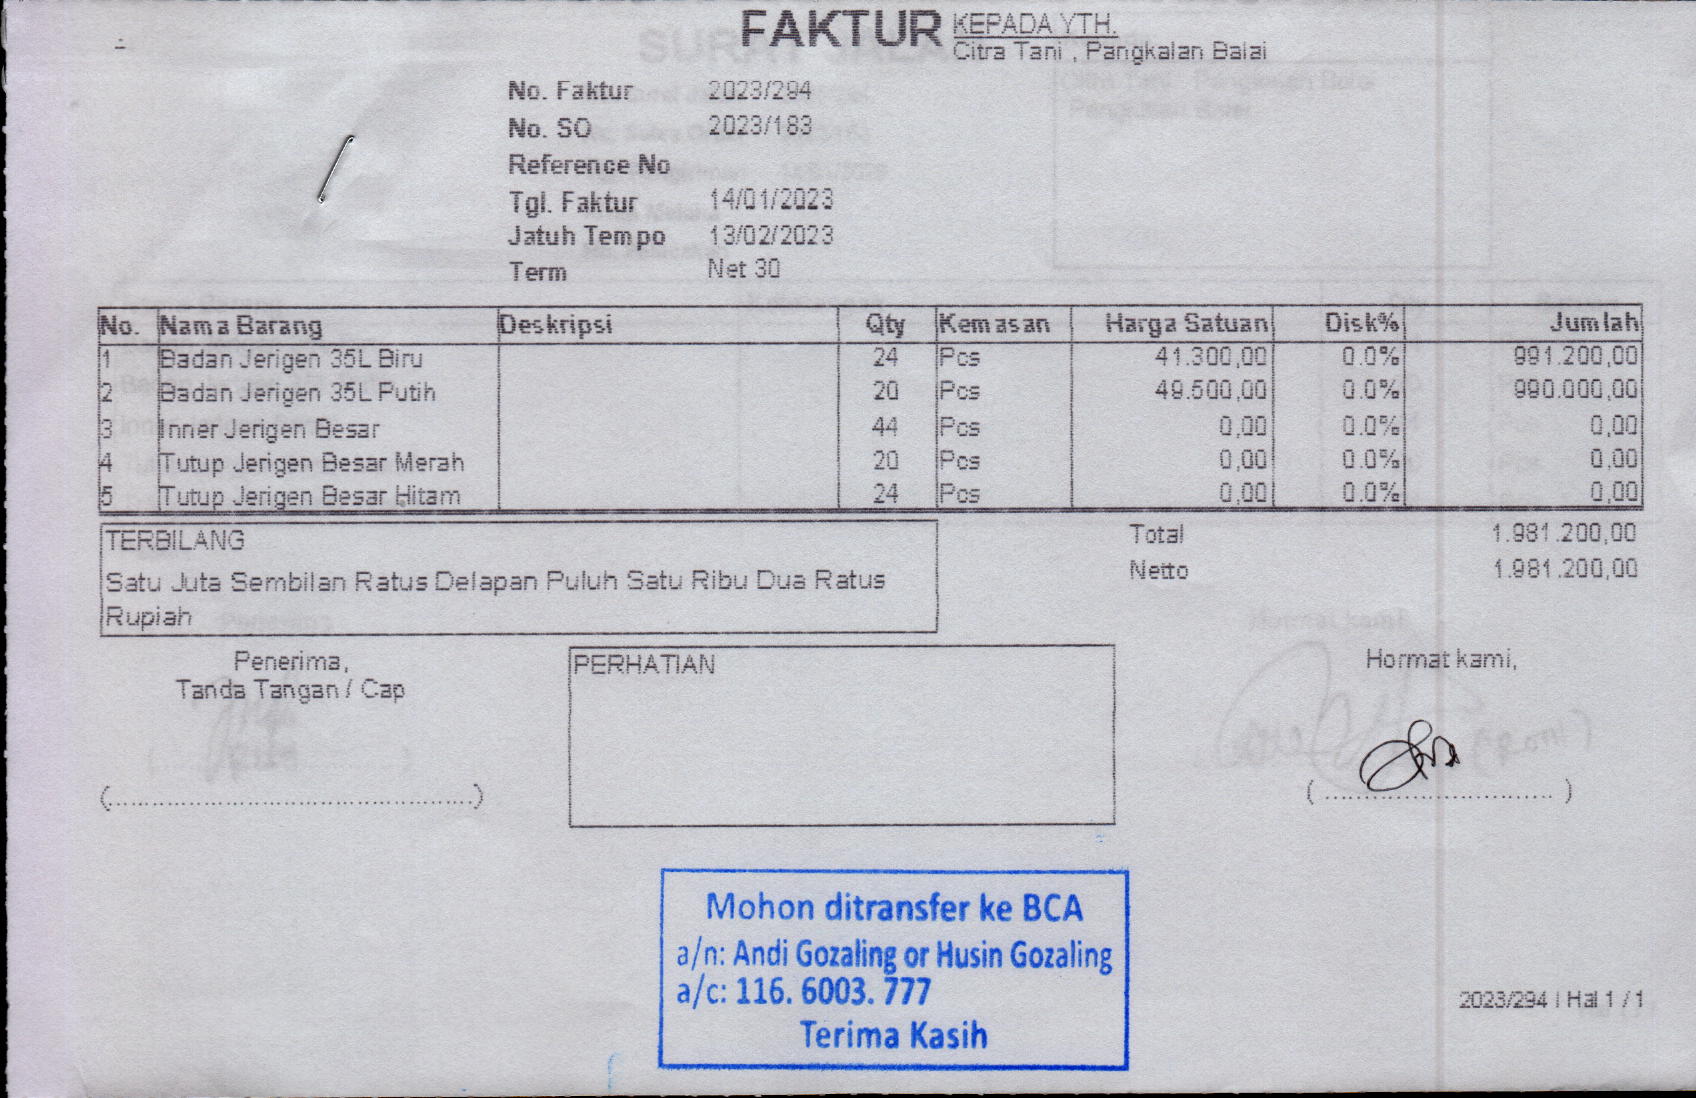 FAKTUR KEPADA YTH.
Citra Tani , Pangkalan Balai
No. Faktur 2023/294
No. SO 2023/183
Reference No
Tgl. Faktur 14/01/2023
Jatuh Tempo 13/02/2023
Term Net 30
No. Nama Barang Deskripsi Qty Kemasan Harga Satuan Disk% Jumlah
1 Badan Jerigen 35L Biru 24 Pcs 41.300,00 0.0% 991.200,00
2 Badan Jerigen 35L Putih 20 Pcs 49.500,00 0.0% 990.000,00
3 Inner Jerigen Besar 44 Pcs 0,00 0.0% 0,00
4 Tutup Jerigen Besar Merah 20 Pcs 0,00 0.0% 0,00
5 Tutup Jerigen Besar Hitam 24 Pcs 0,00 0.0% 0,00
TERBILANG
Satu Juta Sembilan Ratus Delapan Puluh Satu Ribu Dua Ratus
Rupiah
Total 1.981.200,00
Netto 1.981.200,00
Penerima,
Tanda Tangan / Cap
(..................................................)
PERHATIAN
Hormat kami,
( ................................ )
Mohon ditransfer ke BCA
a/n: Andi Gozaling or Husin Gozaling
a/c: 116. 6003. 777
Terima Kasih
2023/294 | Hal 1 / 1